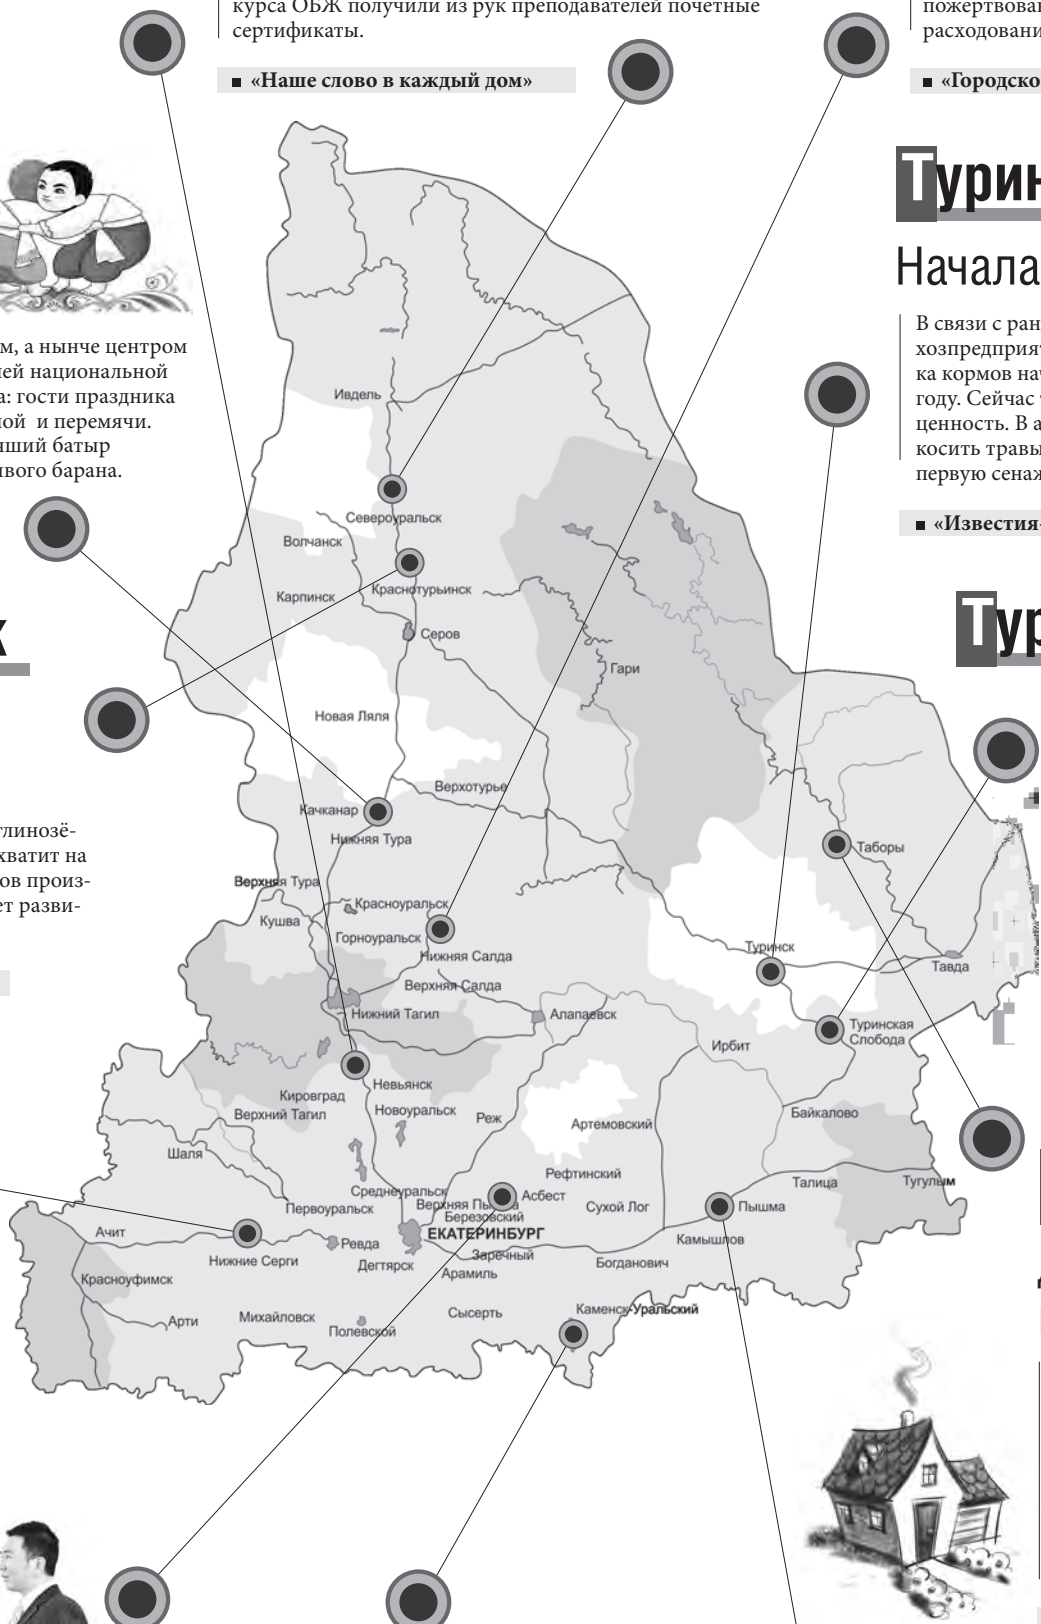 курса ОБЖ получили из рук преподавателей почётные
сертификаты.
■ «Наше слово в каждый дом»
пожертвован
расходовани
■ «Городско
Турин
Начала
В связи с ран
хозпредприят
ка кормов нач
году. Сейчас
ценность. В а
косить травы
первую сенаж
■ «Известия-
Тур
м, а нынче центром
ей национальной
а: гости праздника
ной и перемячи.
чший батыр
ивого барана.
к
глинозё-
хватит на
ов произ-
ет разви-
Ивдель
Североуральск
Волчанск
Краснотурьинск
Карпинск
Серов
Гари
Новая Ляля
Верхотурье
Качканар
Нижняя Тура
Таборы
Верхняя Тура
Красноуральск
Кушва
Горноуральск
Туринск
Нижняя Салда
Тавда
Верхняя Салда
Нижний Тагил
Алапаевск
Туринская
Слобода
Ирбит
Невьянск
Кировград
Новоуральск
Верхний Тагил
Реж
Артемовский
Байкалово
Шаля
Рефтинский
Талица
Тугулым
Среднеуральск
Асбест
Верхняя Пышма
Первоуральск
Березовский
Сухой Лог
Пышма
Ачит
ЕКАТЕРИНБУРГ
Ревда
Камышлов
Заречный
Нижние Серги
Дегтярск
Арамиль
Богданович
Красноуфимск
Арти
Михайловск
Сысерть
Каменск-Уральский
Полевской